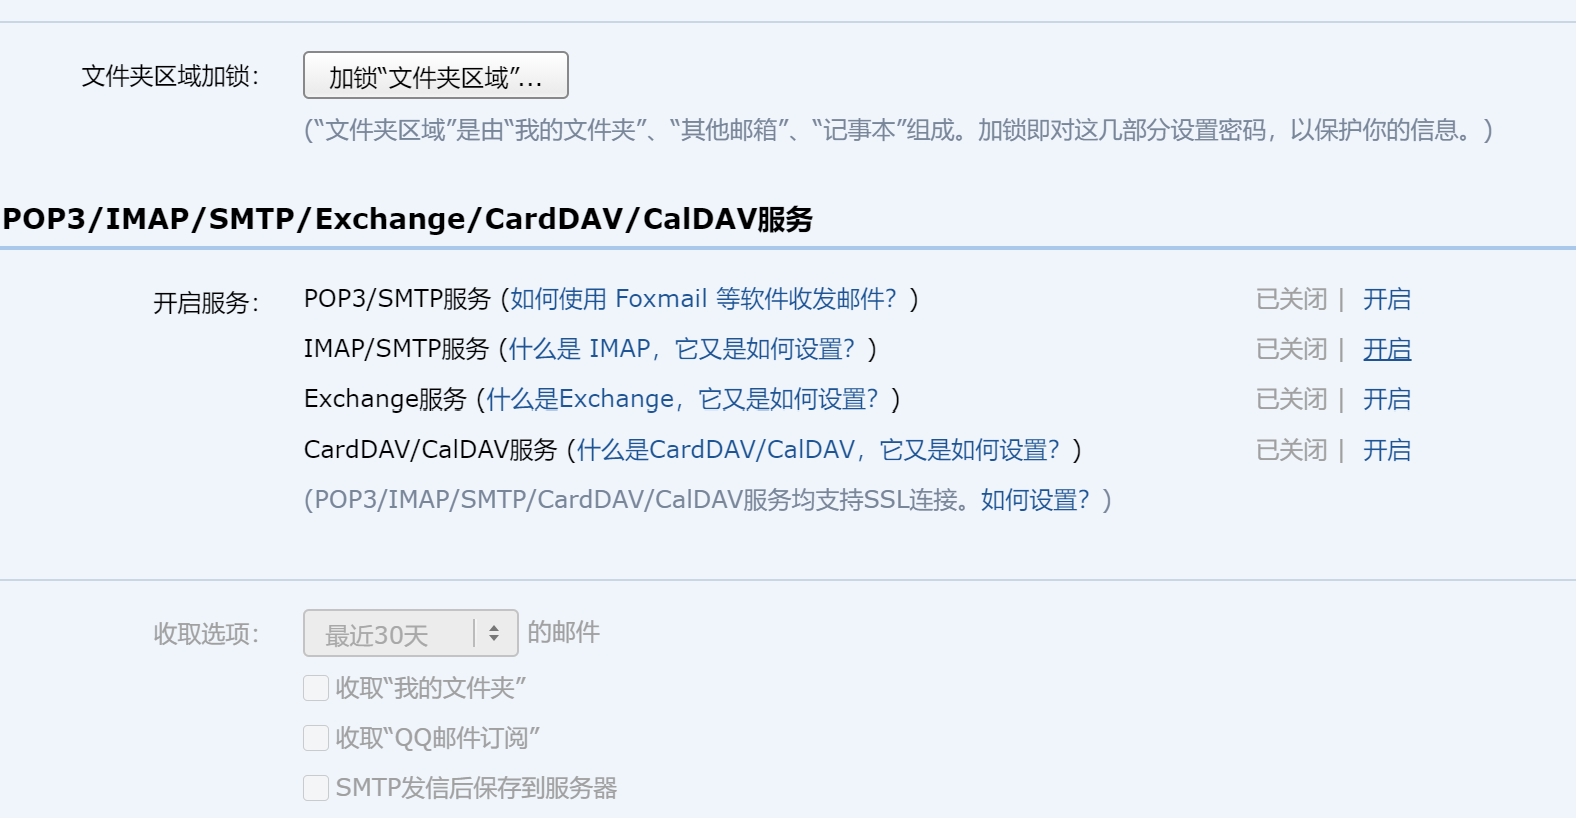 文件夹区域加锁： 加锁“文件夹区域”...
(“文件夹区域”是由“我的文件夹”、“其他邮箱”、“记事本”组成。加锁即对这几部分设置密码，以保护你的信息。)
POP3/IMAP/SMTP/Exchange/CardDAV/CalDAV服务
开启服务： POP3/SMTP服务 (如何使用 Foxmail 等软件收发邮件？) 已关闭 | 开启
IMAP/SMTP服务 (什么是 IMAP，它又是如何设置？) 已关闭 | 开启
Exchange服务 (什么是Exchange，它又是如何设置？) 已关闭 | 开启
CardDAV/CalDAV服务 (什么是CardDAV/CalDAV，它又是如何设置？) 已关闭 | 开启
(POP3/IMAP/SMTP/CardDAV/CalDAV服务均支持SSL连接。如何设置？)
收取选项： 最近30天 的邮件
收取“我的文件夹”
收取“QQ邮件订阅”
SMTP发信后保存到服务器